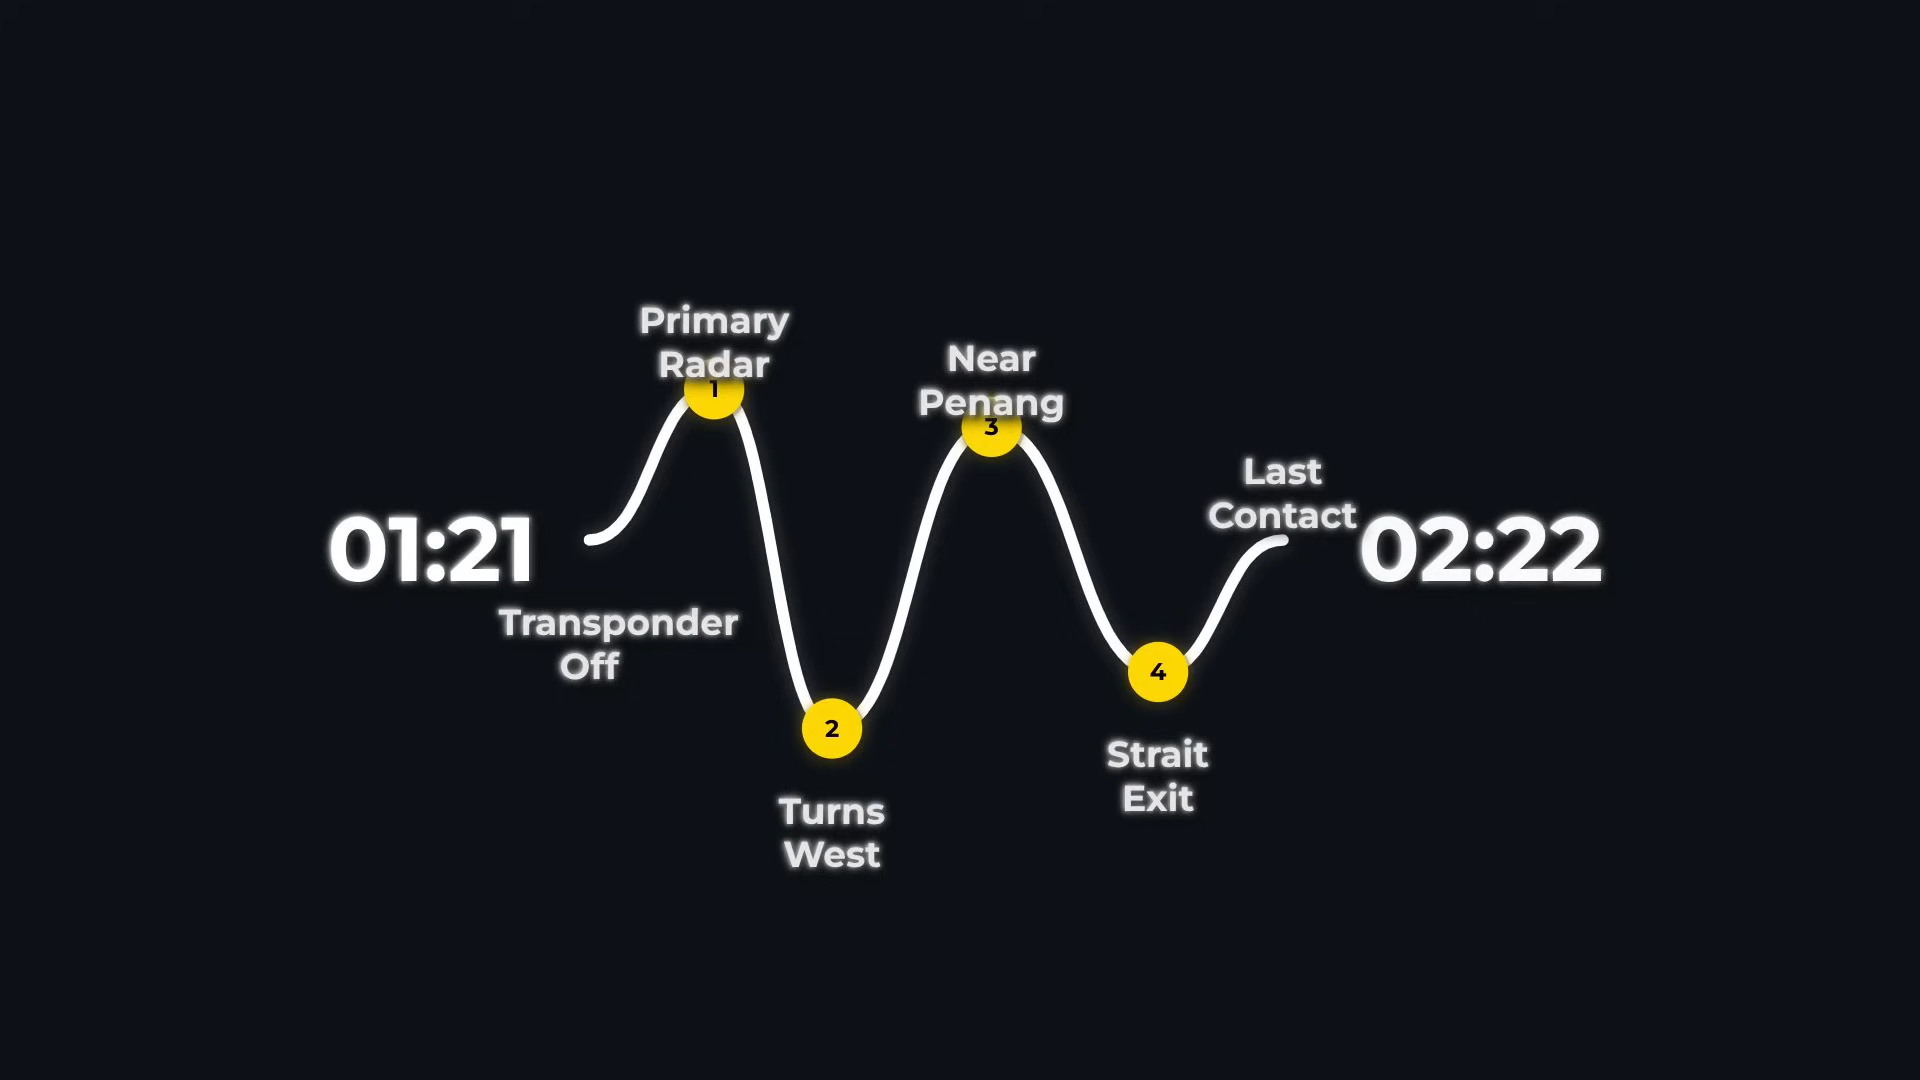 01:21
Transponder
Off
Primary
Radar
1
2
Turns
West
Near
Penang
3
4
Strait
Exit
Last
Contact
02:22